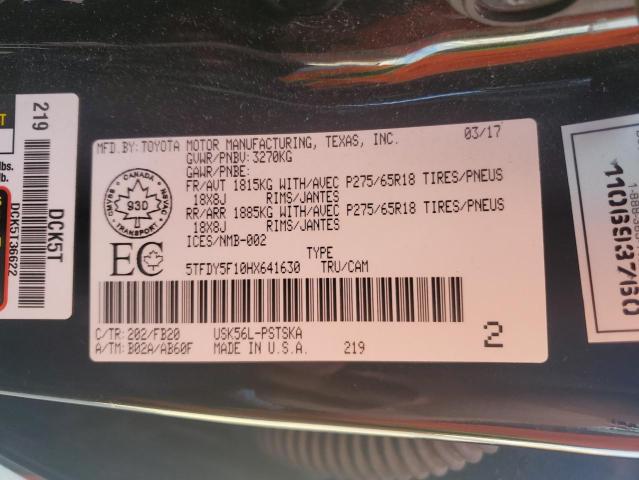 MFD.BY:TOYOTA MOTOR MANUFACTURING, TEXAS, INC. 03/17
GVWR/PNBV:3270KG
GAWR/PNBE:
FR/AVT 1815KG WITH/AVEC P275/65R18 TIRES/PNEUS
18X8J RIMS/JANTES
RR/ARR 1885KG WITH/AVEC P275/65R18 TIRES/PNEUS
18X8J RIMS/JANTES
ICES/NMB-002
TYPE
5TFDY5F10HX641630 TRU/CAM
CANADA
930
EC
C/TR:202/FB20 USK56L-PSTSKA
A/TM:B02A/AB60F MADE IN U.S.A. 219
2
219
DCK5T
DCK5T36622
lbs.
110693760